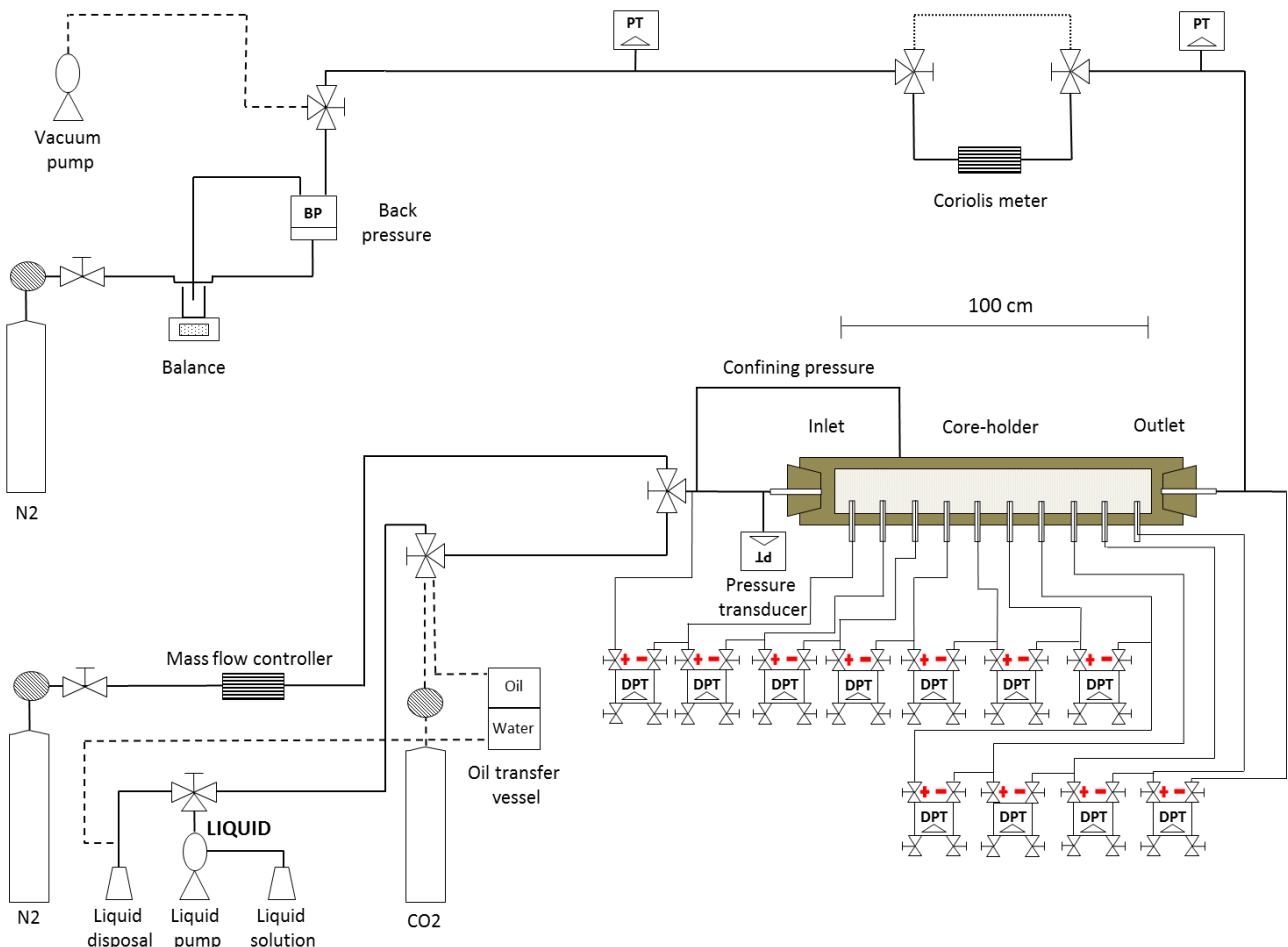 PT
PT
Vacuum
pump
Coriolis meter
BP
Back
pressure
100 cm
Balance
Confining pressure
Inlet
Core-holder
Outlet
N2
PT
Pressure
transducer
Mass flow controller
+ -
+ -
+ -
+ -
+ -
+ -
+ -
Oil
DPT
DPT
DPT
DPT
DPT
DPT
DPT
Water
Oil transfer
vessel
+ -
+ -
+ -
+ -
LIQUID
DPT
DPT
DPT
DPT
N2
Liquid
disposal
Liquid
pump
Liquid
solution
CO2